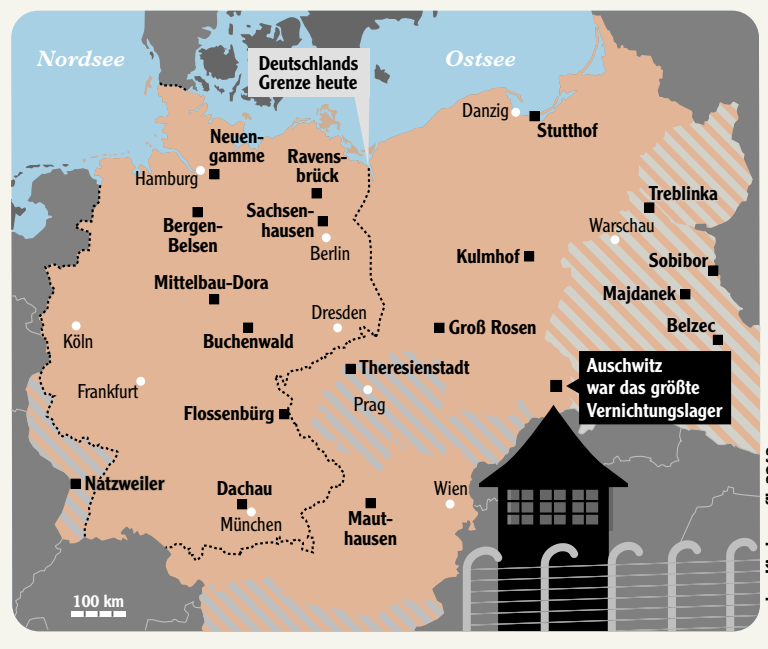 Nordsee
Ostsee
Deutschlands
Grenze heute
Danzig
Stutthof
Neuen-
gamme
Ravens-
brück
Hamburg
Treblinka
Bergen-
Belsen
Sachsen-
hausen
Berlin
Warschau
Kulmhof
Sobibor
Mittelbau-Dora
Majdanek
Köln
Buchenwald
Dresden
Groß Rosen
Belzec
Theresienstadt
Auschwitz
war das größte
Vernichtungslager
Frankfurt
Prag
Flossenbürg
Natzweiler
Dachau
München
Maut-
hausen
Wien
100 km